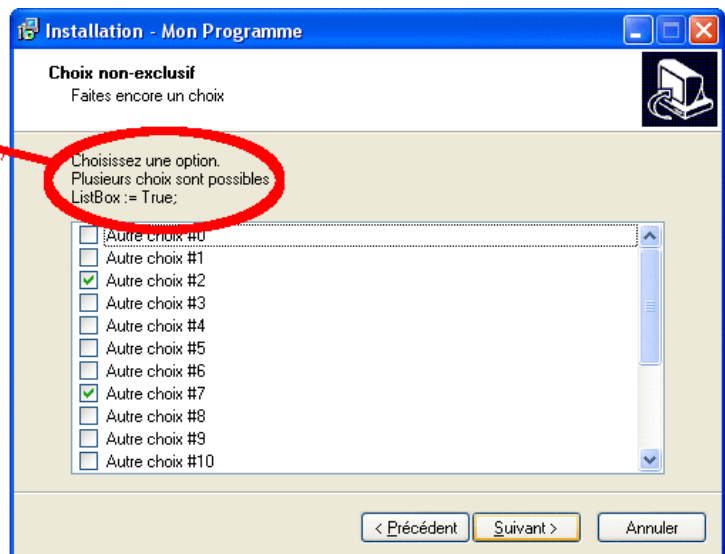 Installation - Mon Programme
Choix non-exclusif
Faites encore un choix
Choisissez une option.
Plusieurs choix sont possibles
ListBox := True;
Autre choix #0
Autre choix #1
Autre choix #2
Autre choix #3
Autre choix #4
Autre choix #5
Autre choix #6
Autre choix #7
Autre choix #8
Autre choix #9
Autre choix #10
< Précédent
Suivant >
Annuler